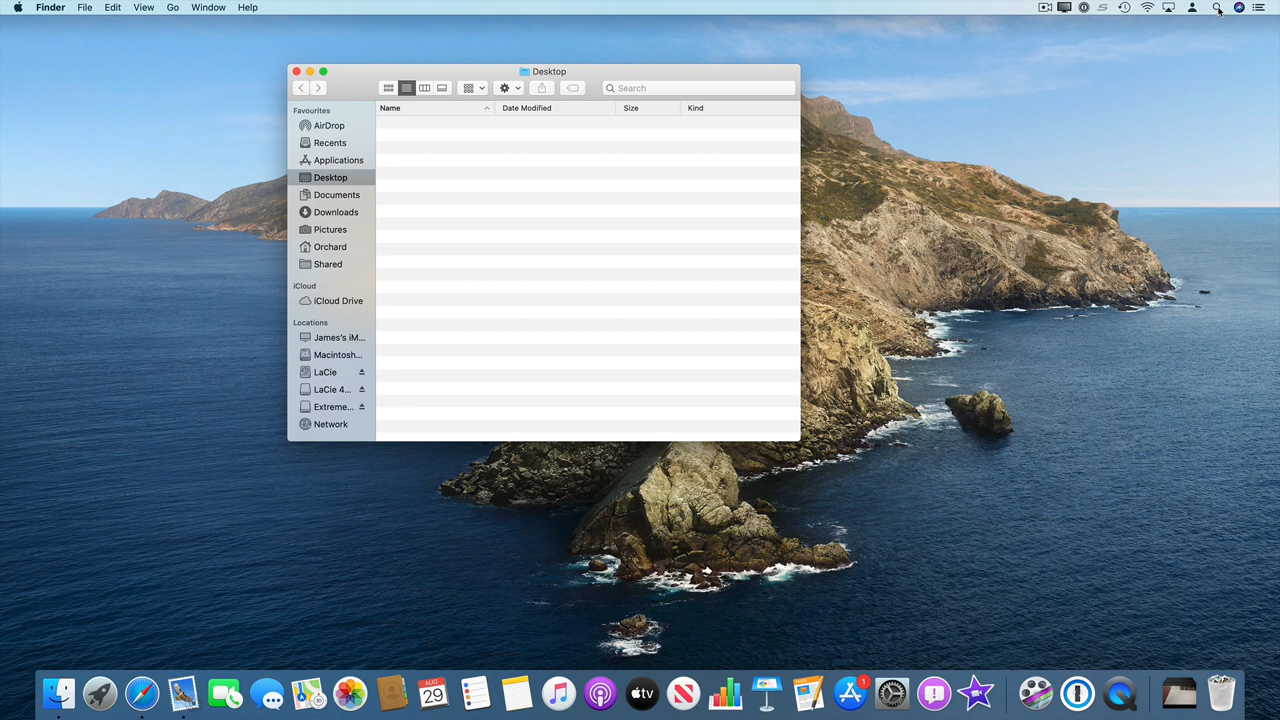 Finder File Edit View Go Window Help
Desktop
Search
Name Date Modified Size Kind
Favourites
AirDrop
Recents
Applications
Desktop
Documents
Downloads
Pictures
Orchard
Shared
iCloud
iCloud Drive
Locations
James's iM...
Macintosh...
LaCie
LaCie 4...
Extreme...
Network
AUG
29
tv
1